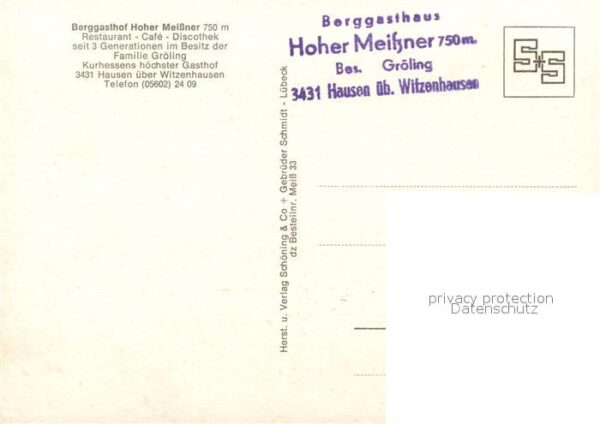 Berggasthof Hoher Meißner 750 m
Restaurant - Café - Discothek
seit 3 Generationen im Besitz der
Familie Gröling
Kurhessens höchster Gasthof
3431 Hausen über Witzenhausen
Telefon (05602) 24 09
Berggasthaus
Hoher Meißner 750m.
Bes. Gröling
3431 Hausen üb. Witzenhausen
S+S
Herst. u. Verlag Schöning & Co + Gebrüder Schmidt - Lübeck
dz Bestellnr. Meiß 33
privacy protection
Datenschutz